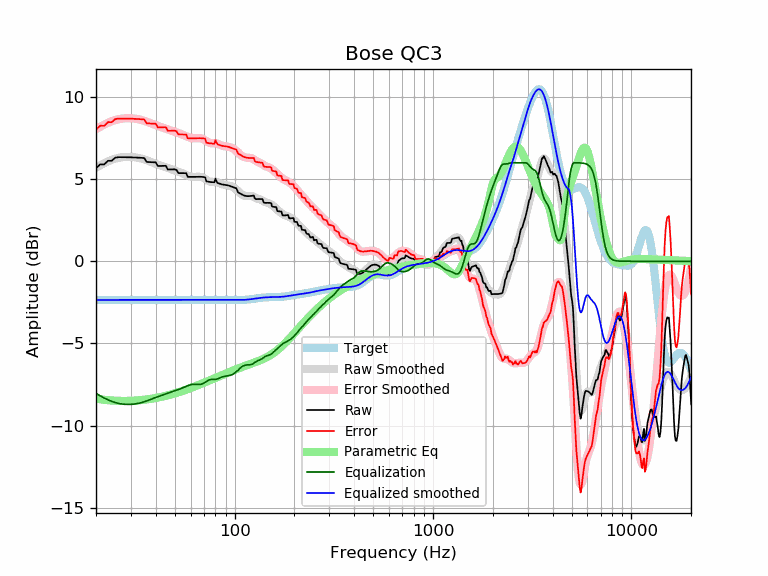 Bose QC3
Amplitude (dBr)
10
5
0
−5
−10
−15
Target
Raw Smoothed
Error Smoothed
Raw
Error
Parametric Eq
Equalization
Equalized smoothed
100
1000
10000
Frequency (Hz)